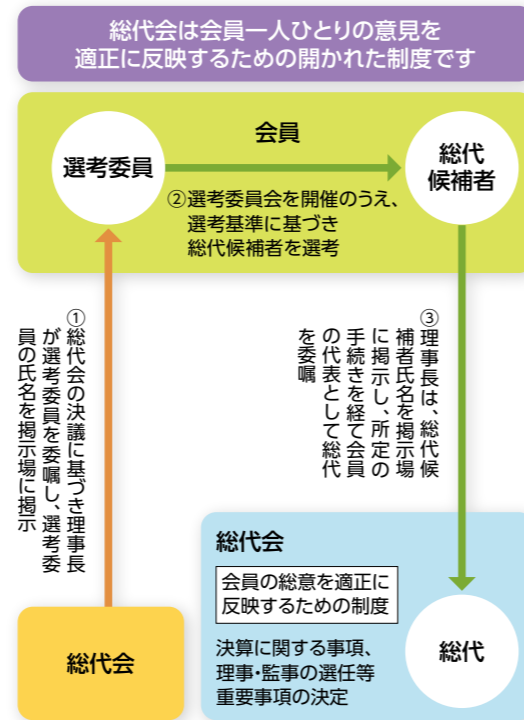 総代会は会員一人ひとりの意見を
適正に反映するための開かれた制度です
会員
選考委員
総代
候補者
②選考委員会を開催のうえ、
選考基準に基づき
総代候補者を選考
①総代会の決議に基づき理事長
が選考委員を委嘱し、選考委
員の氏名を掲示場に掲示
③理事長は、総代候
補者氏名を掲示場
に掲示し、所定の
手続きを経て会員
の代表として総代
を委嘱
総代会
総代会
会員の総意を適正に
反映するための制度
決算に関する事項、
理事・監事の選任等
重要事項の決定
総代